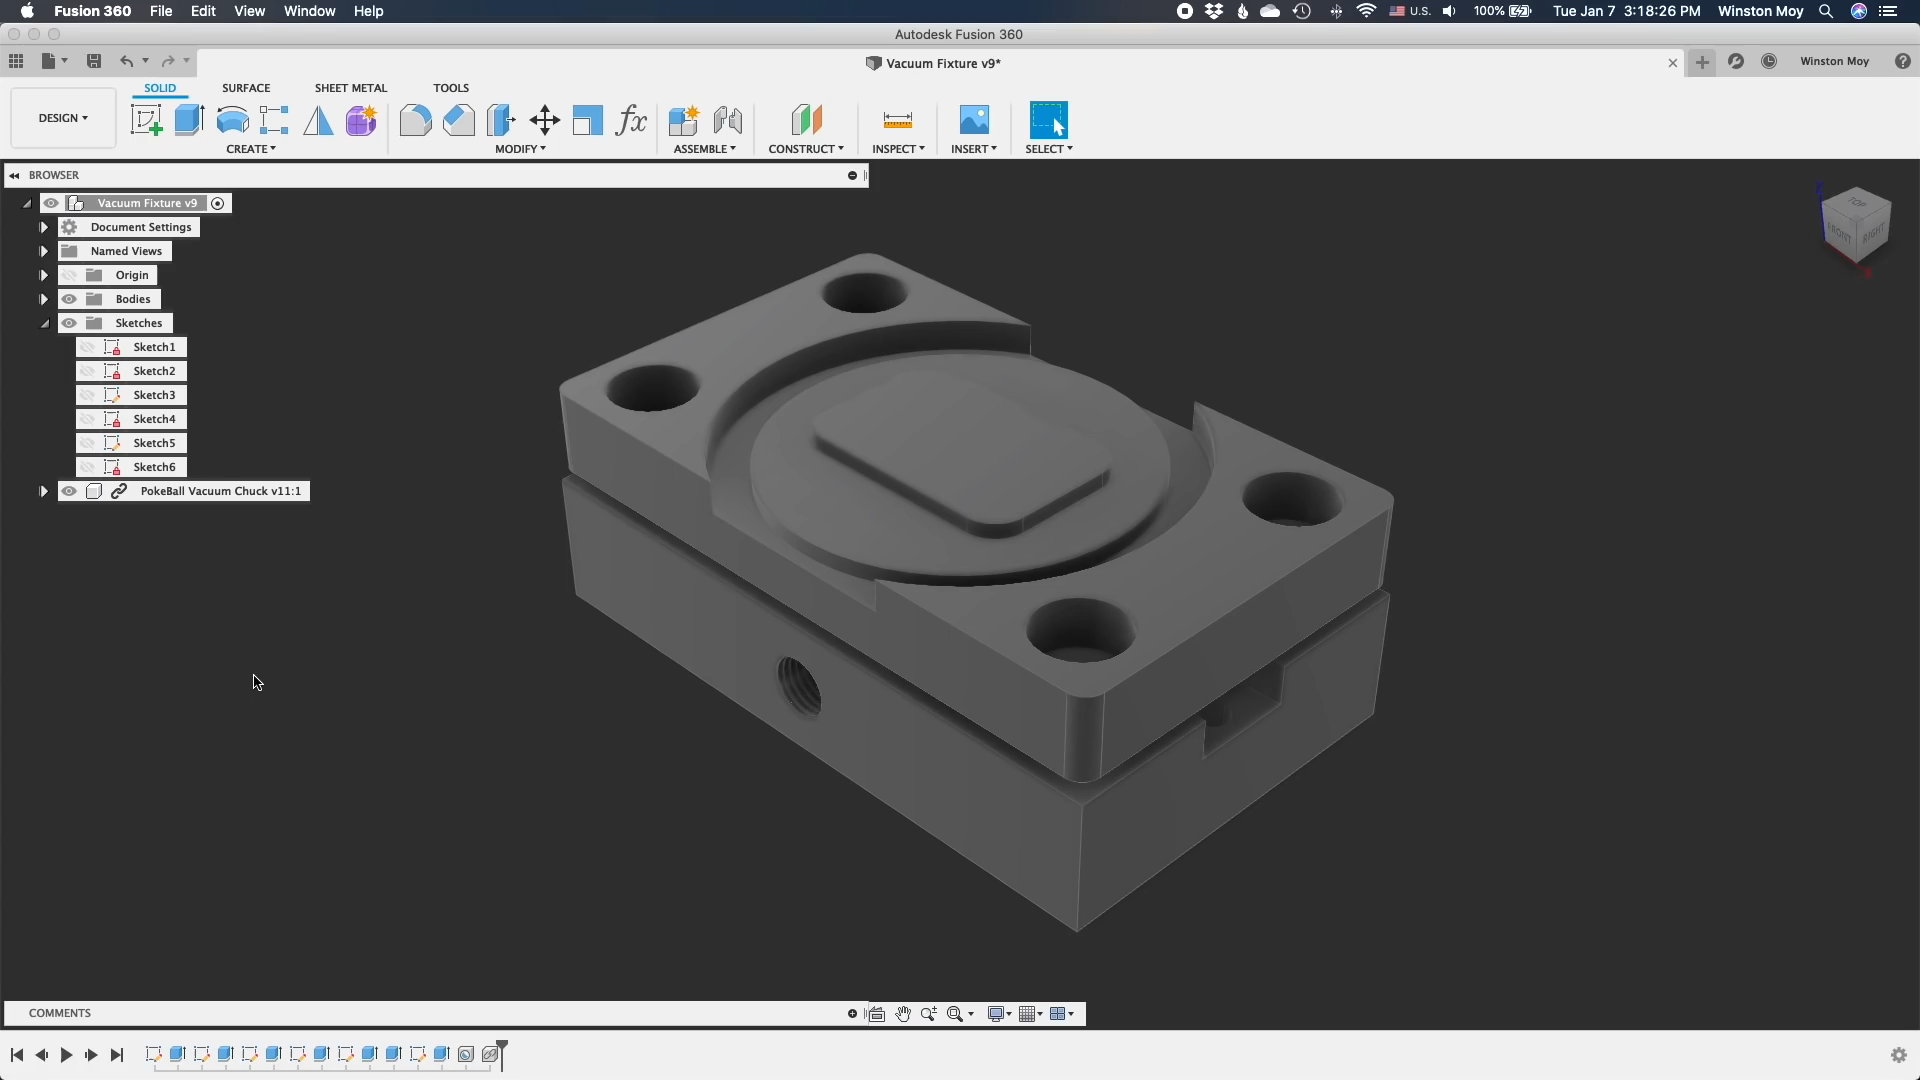 Fusion 360 File Edit View Window Help U.S. 100% Tue Jan 7 3:18:26 PM Winston Moy
Autodesk Fusion 360
Vacuum Fixture v9* Winston Moy
SOLID SURFACE SHEET METAL TOOLS
DESIGN
CREATE MODIFY ASSEMBLE CONSTRUCT INSPECT INSERT SELECT
BROWSER
Vacuum Fixture v9
Document Settings
Named Views
Origin
Bodies
Sketches
Sketch1
Sketch2
Sketch3
Sketch4
Sketch5
Sketch6
PokeBall Vacuum Chuck v11:1
Z
TOP
FRONT RIGHT
X
COMMENTS